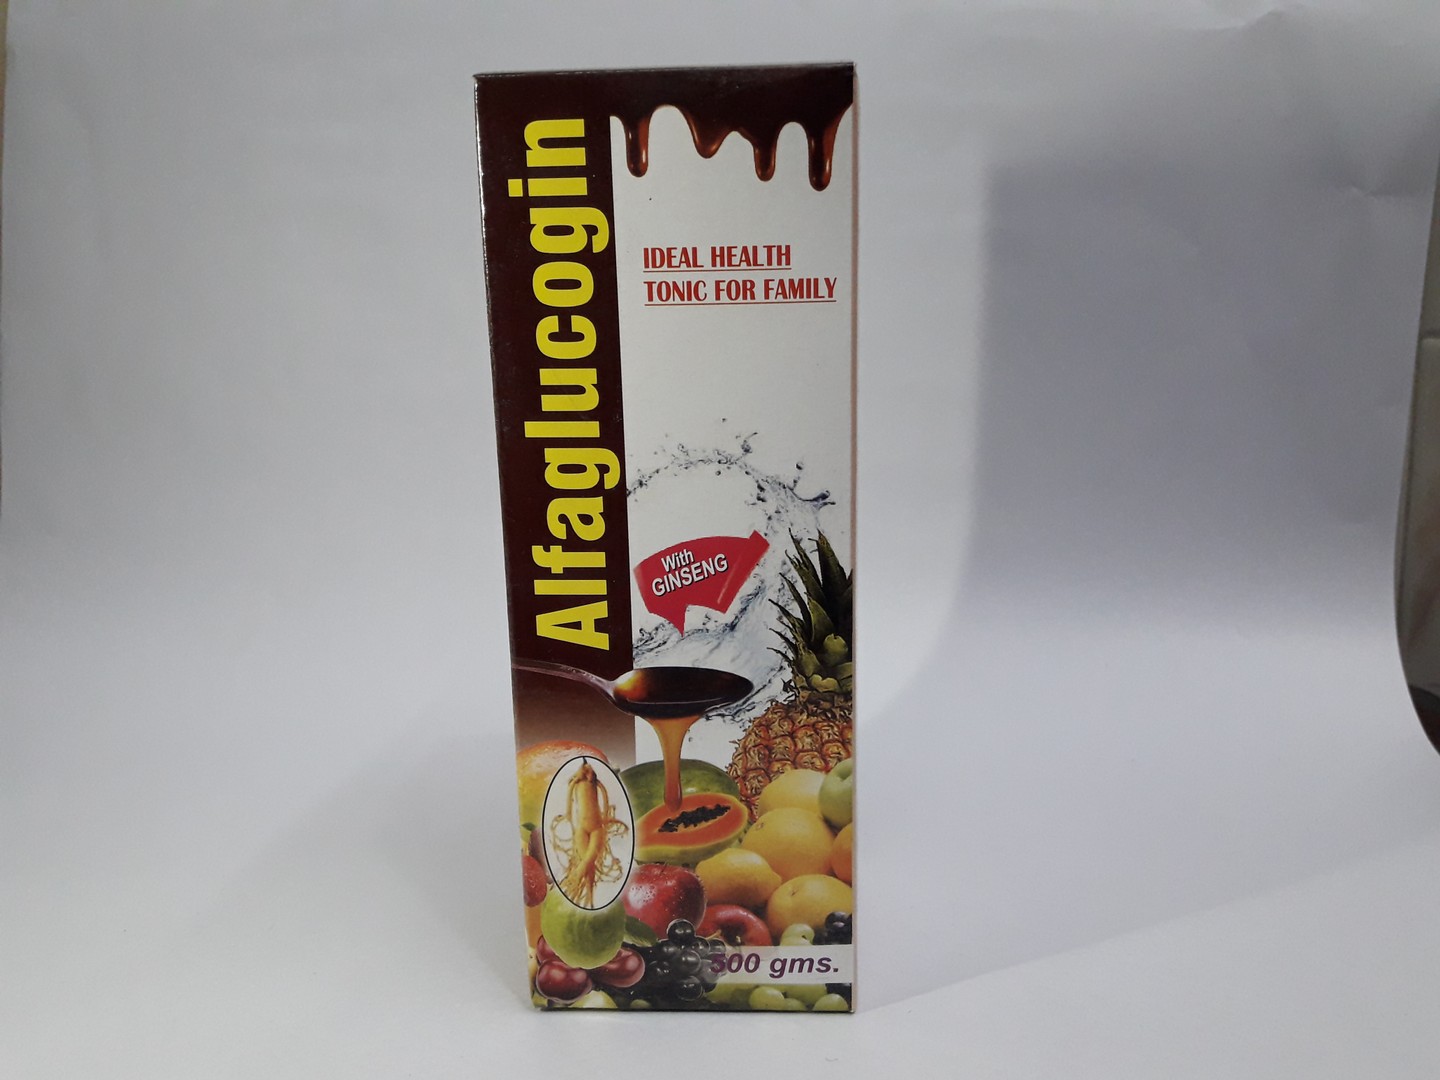 Alfaglucogin
IDEAL HEALTH
TONIC FOR FAMILY
With
GINSENG
500 gms.